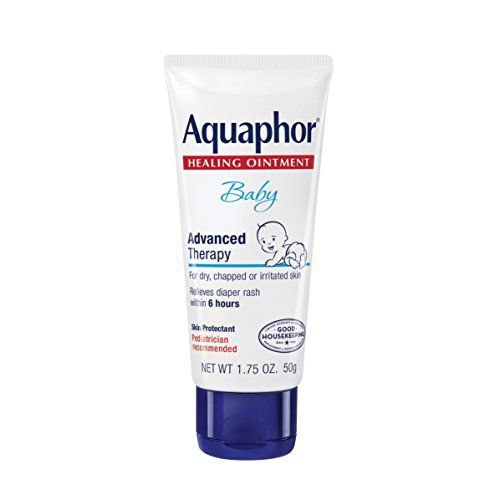 Aquaphor®
HEALING OINTMENT
Baby
Advanced
Therapy
For dry, chapped or irritated skin
Relieves diaper rash
within 6 hours
Skin Protectant
Pediatrician
recommended
GOOD
HOUSEKEEPING
NET WT 1.75 OZ. 50g